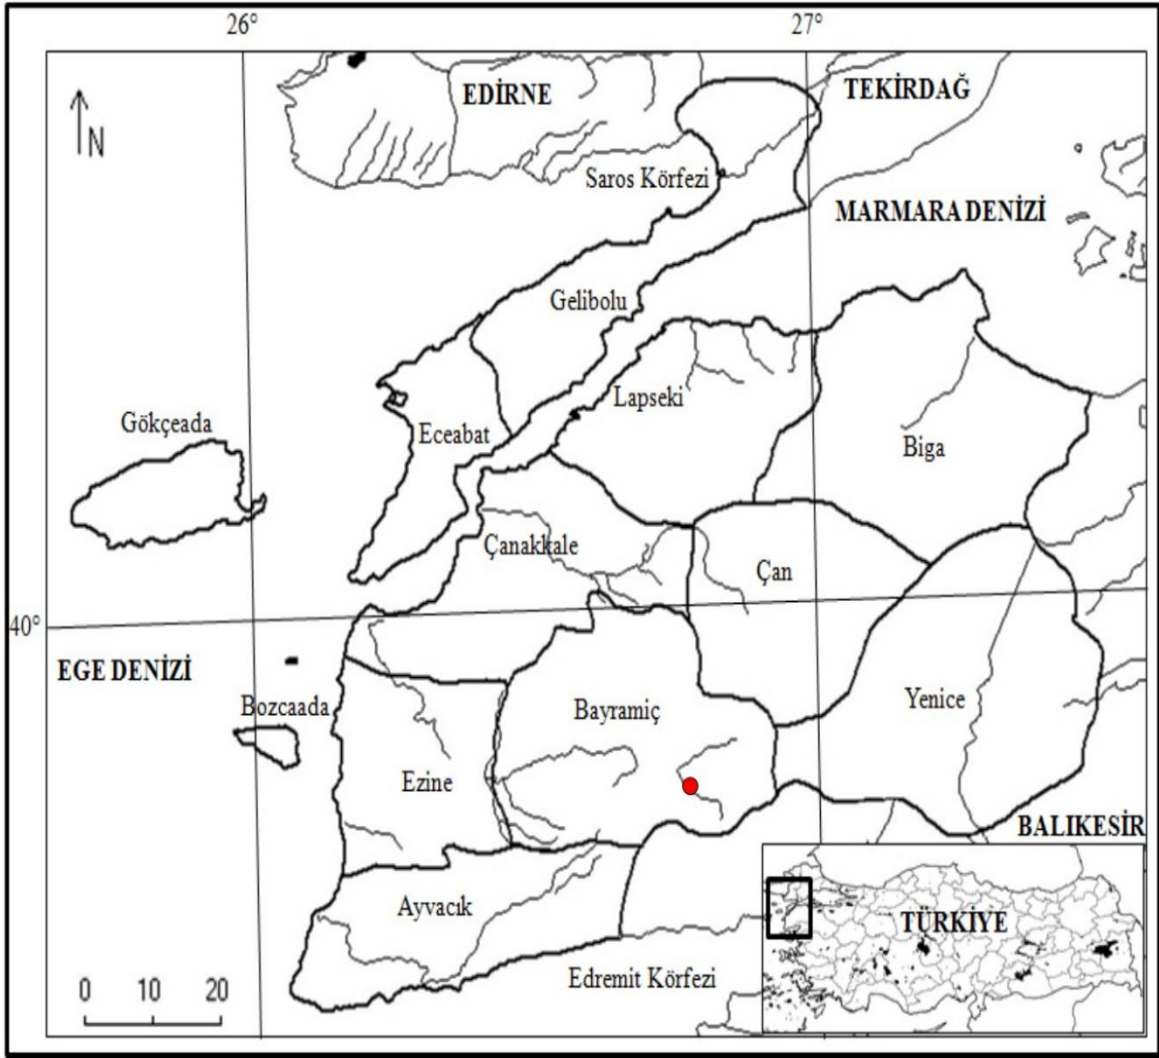 26°
27°
EDİRNE
TEKİRDAĞ
N
Saros Körfezi
MARMARA DENİZİ
Gelibolu
Lapseki
Gökçeada
Eceabat
Biga
Çanakkale
Çan
40°
EGE DENİZİ
Bozcaada
Bayramiç
Yenice
Ezine
BALIKESİR
Ayvacık
TÜRKİYE
Edremit Körfezi
0 10 20